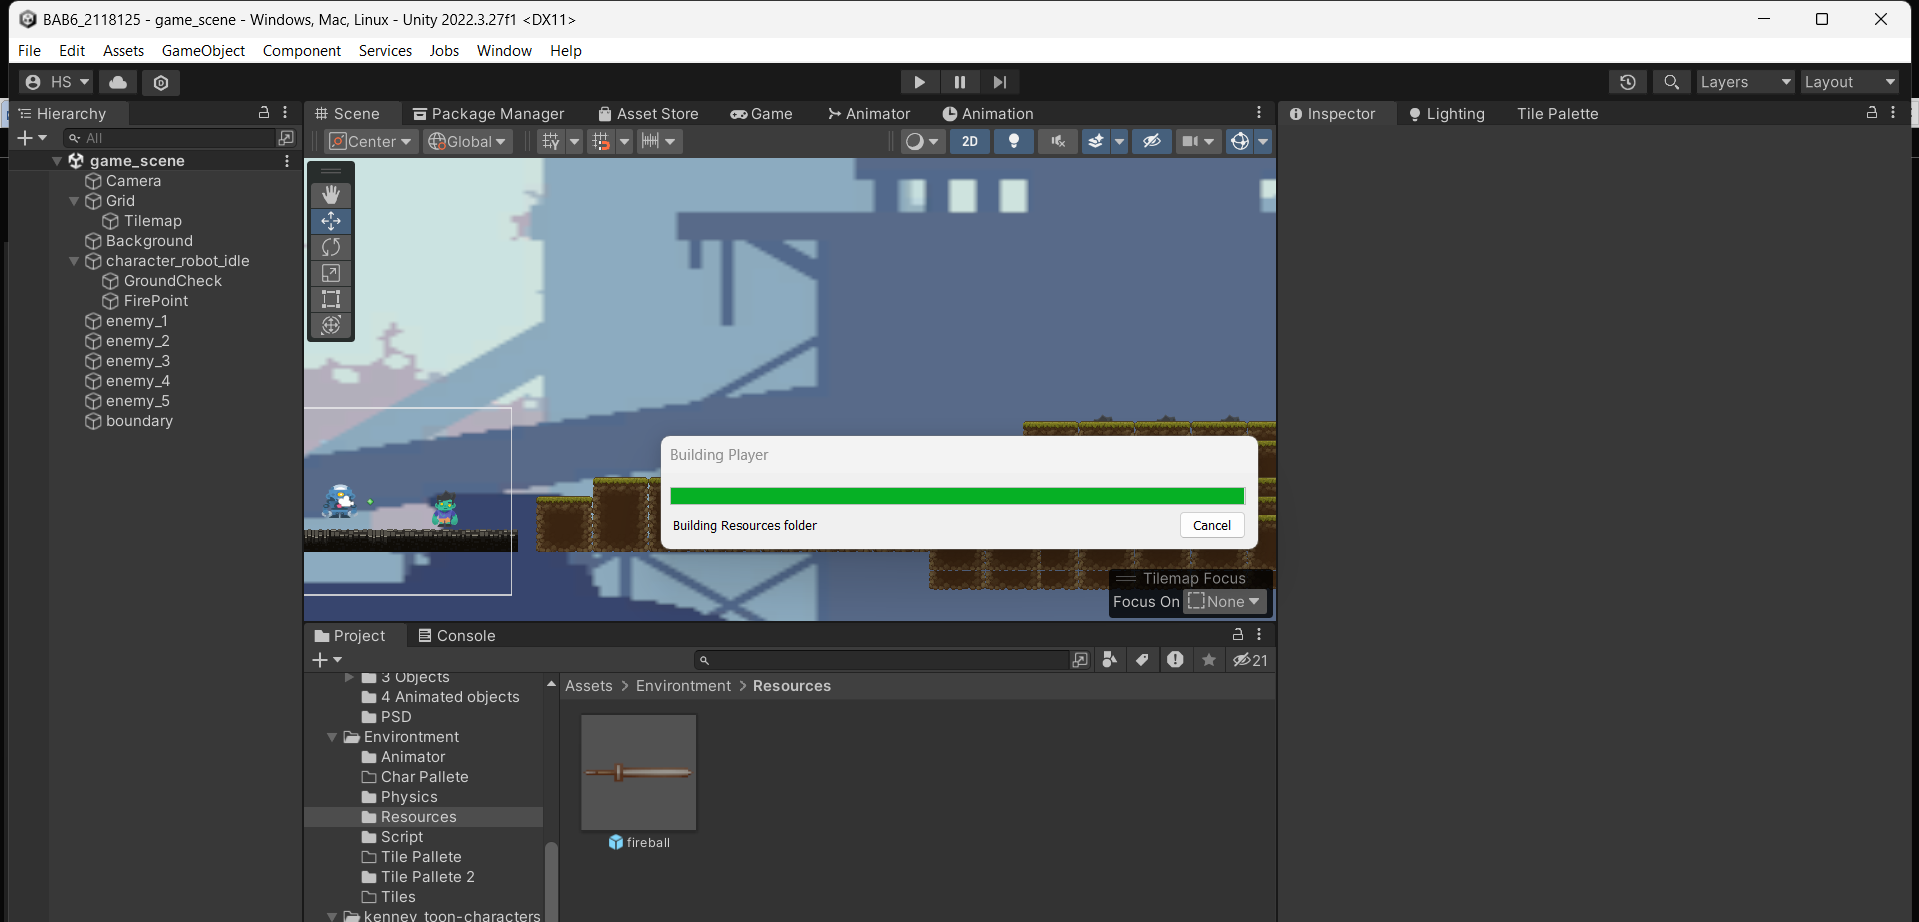 BAB6_2118125 - game_scene - Windows, Mac, Linux - Unity 2022.3.27f1 <DX11>
File Edit Assets GameObject Component Services Jobs Window Help
HS
Layers
Layout
Hierarchy
All
game_scene
Camera
Grid
Tilemap
Background
character_robot_idle
GroundCheck
FirePoint
enemy_1
enemy_2
enemy_3
enemy_4
enemy_5
boundary
Scene Package Manager Asset Store Game Animator Animation
Center Global 2D
Building Player
Building Resources folder
Cancel
Tilemap Focus
Focus On None
Inspector Lighting Tile Palette
Project Console
21
3 Objects
4 Animated objects
PSD
Environtment
Animator
Char Pallete
Physics
Resources
Script
Tile Pallete
Tile Pallete 2
Tiles
kenney_toon-characters
Assets > Environtment > Resources
fireball